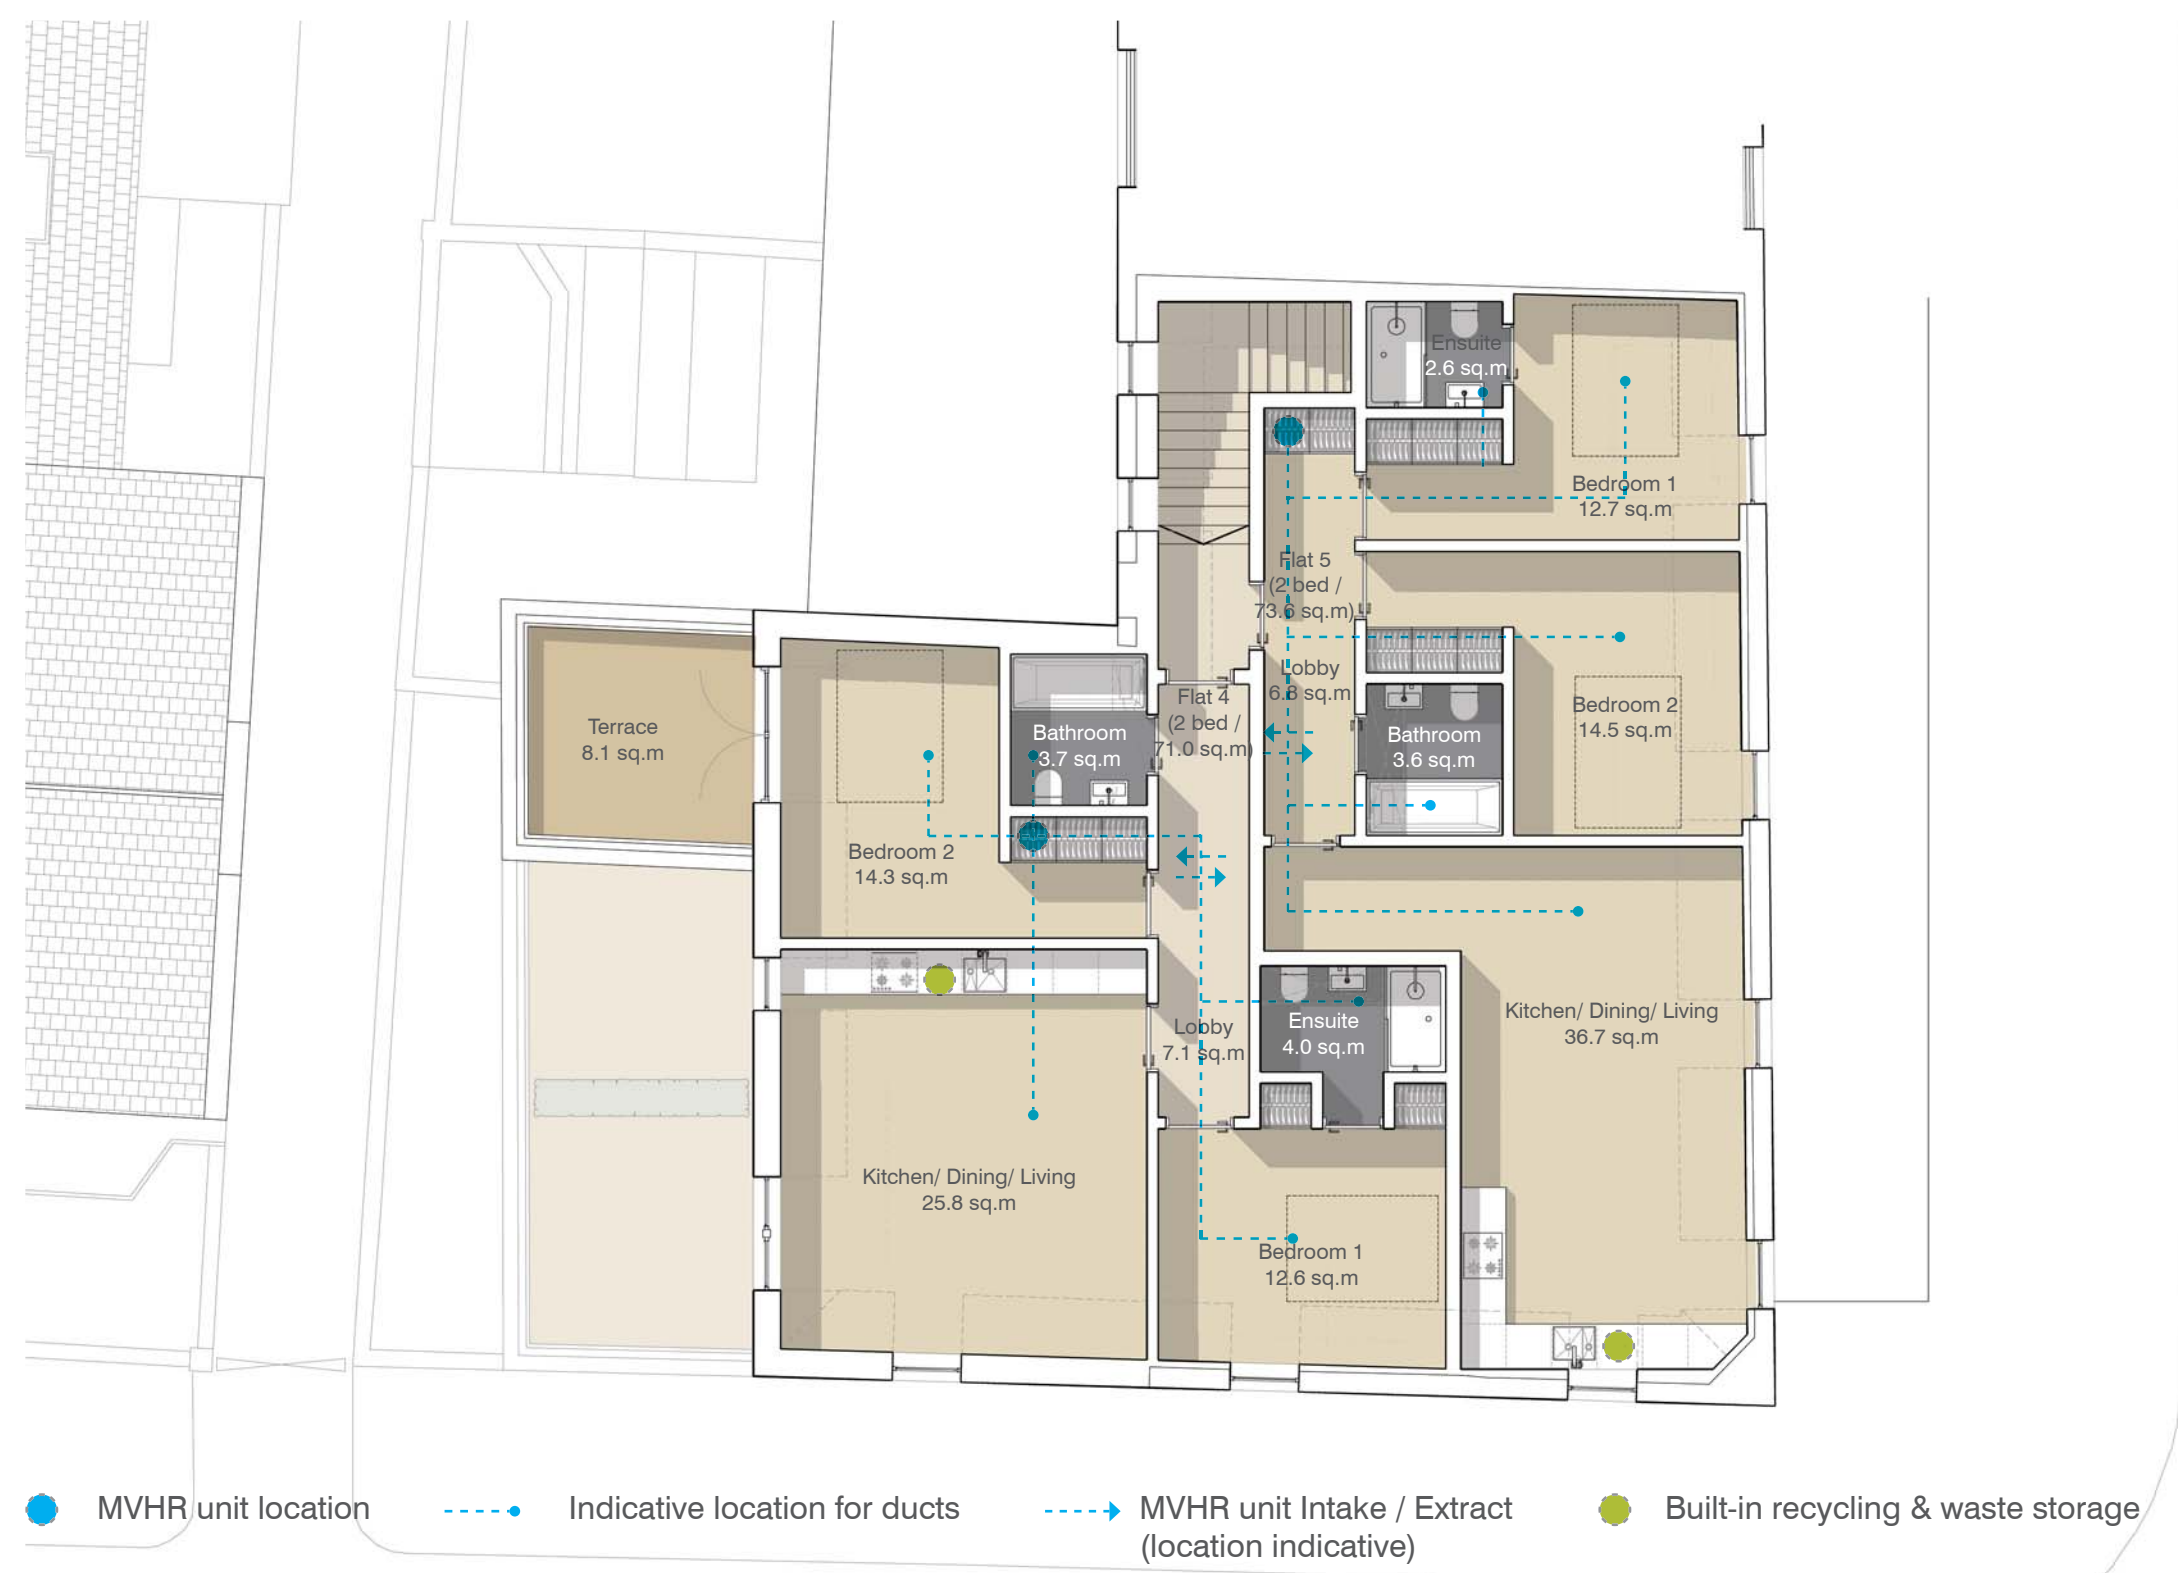 Ensuite
2.6 sq.m
Bedroom 1
12.7 sq.m
Flat 5
(2 bed /
73.6 sq.m)
Lobby
6.8 sq.m
Bedroom 2
14.5 sq.m
Bathroom
3.6 sq.m
Flat 4
(2 bed /
71.0 sq.m)
Bathroom
3.7 sq.m
Terrace
8.1 sq.m
Bedroom 2
14.3 sq.m
Lobby
7.1 sq.m
Ensuite
4.0 sq.m
Kitchen/ Dining/ Living
36.7 sq.m
Kitchen/ Dining/ Living
25.8 sq.m
Bedroom 1
12.6 sq.m
MVHR unit location
Indicative location for ducts
MVHR unit Intake / Extract
(location indicative)
Built-in recycling & waste storage